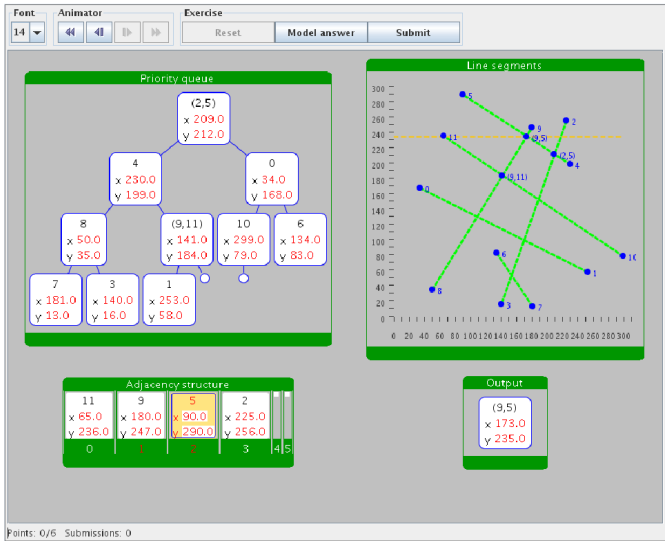 Font Animator Exercise
14 Reset Model answer Submit
Priority queue
(2,5)
x 209.0
y 212.0
4
x 230.0
y 199.0
0
x 34.0
y 168.0
8
x 50.0
y 35.0
(9,11)
x 141.0
y 184.0
10
x 299.0
y 79.0
6
x 134.0
y 83.0
7
x 181.0
y 13.0
3
x 140.0
y 16.0
1
x 253.0
y 58.0
Line segments
300
280
260
240
220
200
180
160
140
120
100
80
60
40
20
0
0 20 40 60 80 100 120 140 160 180 200 220 240 260 280 300
5
2
9
11
(9,5)
(2,5)
4
(9,11)
0
6
10
1
8
3
7
Adjacency structure
11
x 65.0
y 236.0
0
9
x 180.0
y 247.0
5
x 90.0
y 290.0
2
x 225.0
y 256.0
3
4 5
Output
(9,5)
x 173.0
y 235.0
Points: 0/6 Submissions: 0